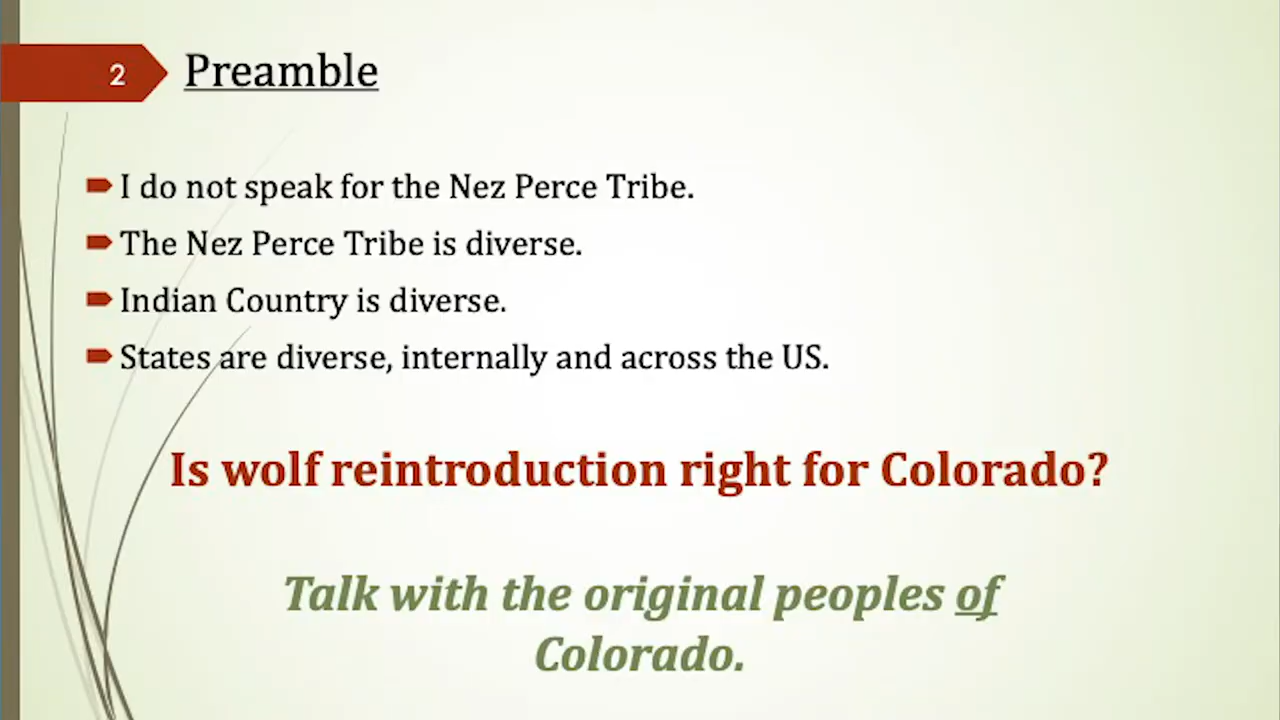 2
Preamble
I do not speak for the Nez Perce Tribe.
The Nez Perce Tribe is diverse.
Indian Country is diverse.
States are diverse, internally and across the US.
Is wolf reintroduction right for Colorado?
Talk with the original peoples of
Colorado.